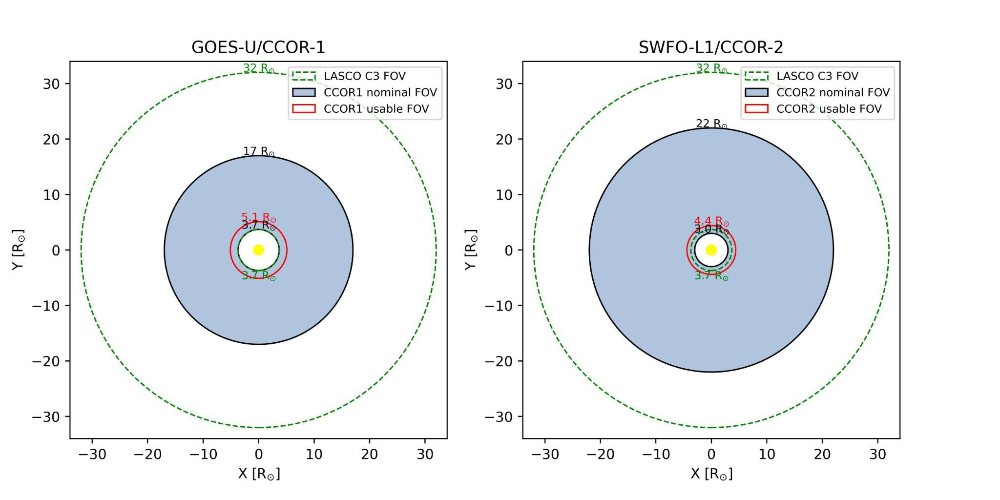 GOES-U/CCOR-1
32 R☉
LASCO C3 FOV
CCOR1 nominal FOV
CCOR1 usable FOV
17 R☉
5.1 R☉
3.7 R☉
3.7 R☉
30
20
10
0
−10
−20
−30
Y [R☉]
−30 −20 −10 0 10 20 30
X [R☉]
SWFO-L1/CCOR-2
32 R☉
LASCO C3 FOV
CCOR2 nominal FOV
CCOR2 usable FOV
22 R☉
4.4 R☉
3.0 R☉
3.7 R☉
30
20
10
0
−10
−20
−30
Y [R☉]
−30 −20 −10 0 10 20 30
X [R☉]